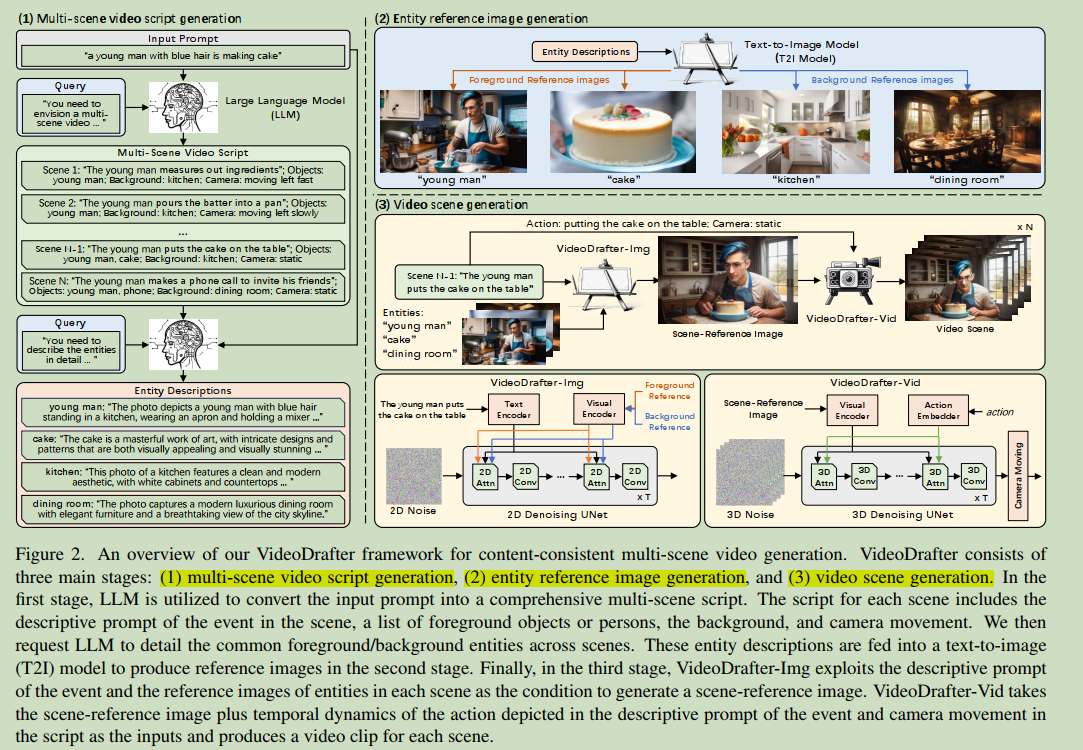 (1) Multi-scene video script generation
Input Prompt
"a young man with blue hair is making cake"
Query
"You need to
envision a multi-
scene video ... "
Large Language Model
(LLM)
Multi-Scene Video Script
Scene 1: "The young man measures out ingredients"; Objects:
young man; Background: kitchen; Camera: moving left fast
Scene 2: "The young man pours the batter into a pan"; Objects:
young man; Background: kitchen; Camera: moving left slowly
...
Scene N-1: "The young man puts the cake on the table"; Objects:
young man, cake; Background: kitchen; Camera: static
Scene N: "The young man makes a phone call to invite his friends";
Objects: young man, phone; Background: dining room; Camera: static
Query
"You need to
describe the entities
in detail ... "
Entity Descriptions
young man: "The photo depicts a young man with blue hair
standing in a kitchen, wearing an apron and holding a mixer ..."
cake: "The cake is a masterful work of art, with intricate designs and
patterns that are both visually appealing and visually stunning ... "
kitchen: "This photo of a kitchen features a clean and modern
aesthetic, with white cabinets and countertops ... "
dining room: "The photo captures a modern luxurious dining room
with elegant furniture and a breathtaking view of the city skyline."
(2) Entity reference image generation
Entity Descriptions
Text-to-Image Model
(T2I Model)
Foreground Reference images
Background Reference images
"young man"
"cake"
"kitchen"
"dining room"
(3) Video scene generation
Action: putting the cake on the table; Camera: static
x N
VideoDrafter-Img
Scene N-1: "The young man
puts the cake on the table"
Entities:
"young man"
"cake"
"dining room"
Scene-Reference Image
VideoDrafter-Vid
Video Scene
VideoDrafter-Img
The young man puts
the cake on the table
Text
Encoder
Visual
Encoder
Foreground
Reference
Background
Reference
2D
Attn
2D
Conv
...
2D
Attn
2D
Conv
x T
2D Noise
2D Denoising UNet
VideoDrafter-Vid
Scene-Reference
Image
Visual
Encoder
Action
Embedder
action
3D
Attn
3D
Conv
...
3D
Attn
3D
Conv
x T
Camera Moving
3D Noise
3D Denoising UNet
Figure 2. An overview of our VideoDrafter framework for content-consistent multi-scene video generation. VideoDrafter consists of
three main stages: (1) multi-scene video script generation, (2) entity reference image generation, and (3) video scene generation. In the
first stage, LLM is utilized to convert the input prompt into a comprehensive multi-scene script. The script for each scene includes the
descriptive prompt of the event in the scene, a list of foreground objects or persons, the background, and camera movement. We then
request LLM to detail the common foreground/background entities across scenes. These entity descriptions are fed into a text-to-image
(T2I) model to produce reference images in the second stage. Finally, in the third stage, VideoDrafter-Img exploits the descriptive prompt
of the event and the reference images of entities in each scene as the condition to generate a scene-reference image. VideoDrafter-Vid takes
the scene-reference image plus temporal dynamics of the action depicted in the descriptive prompt of the event and camera movement in
the script as the inputs and produces a video clip for each scene.